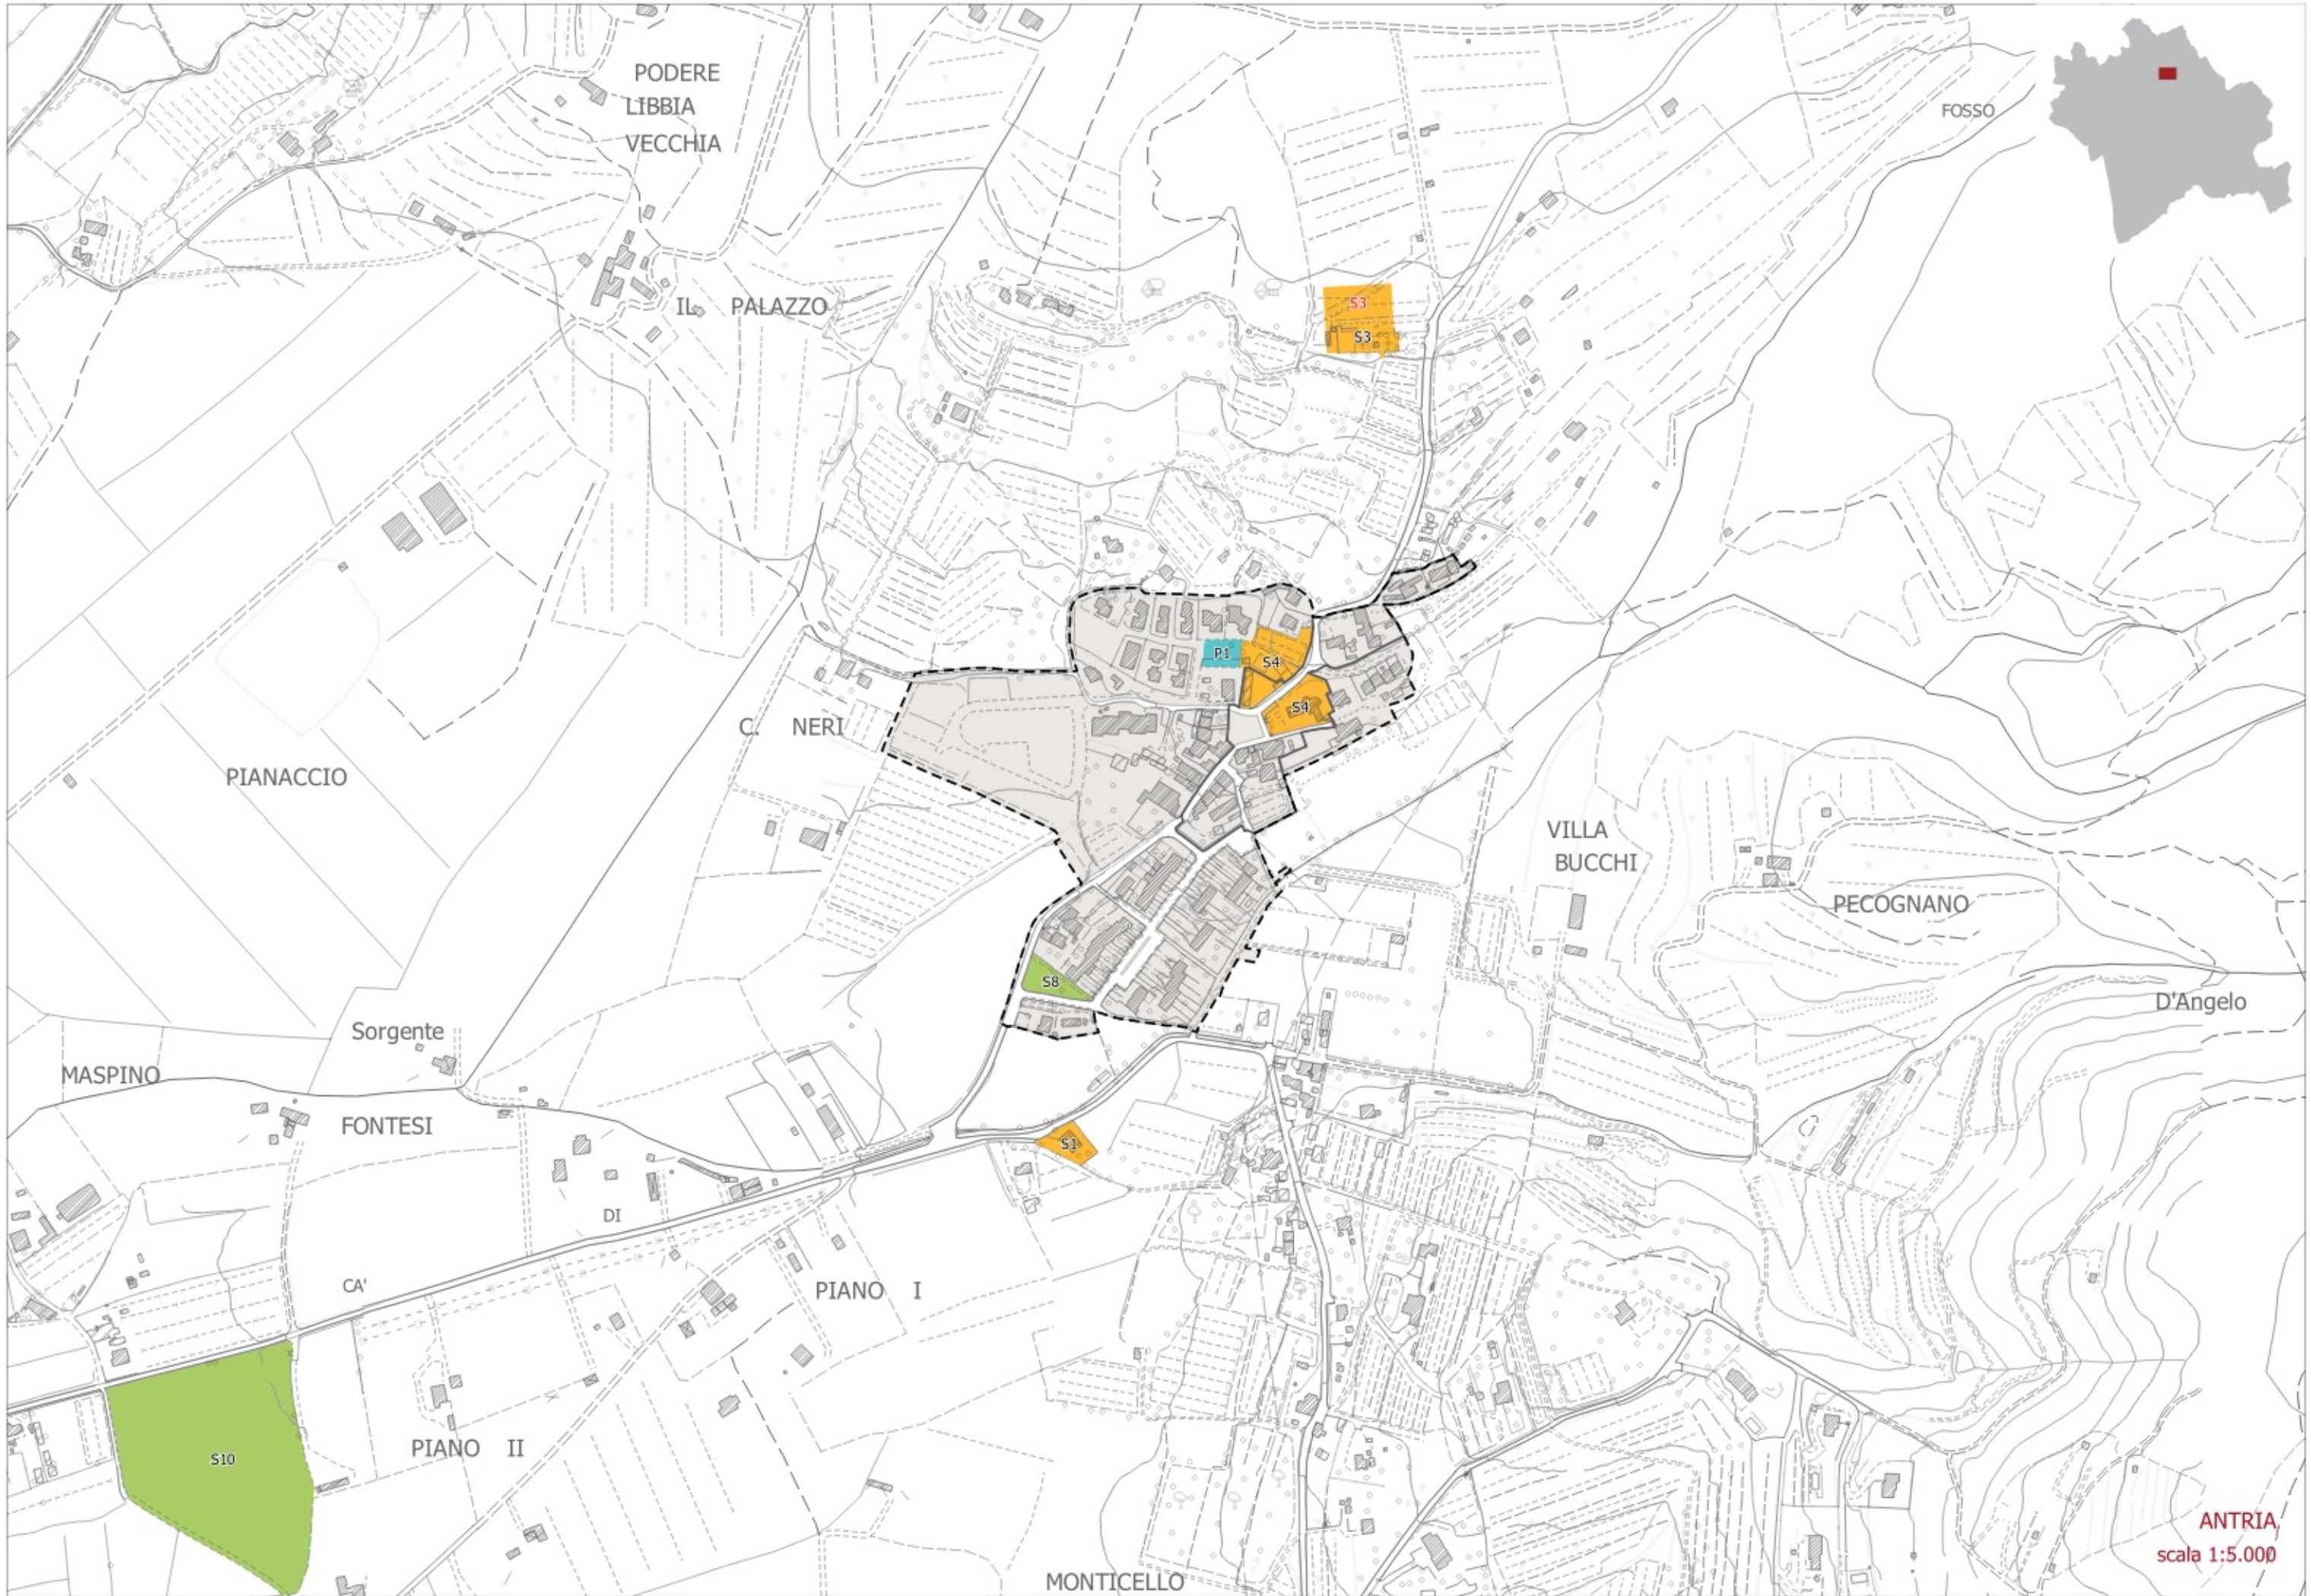 PODERE
LIBBIA
VECCHIA
FOSSO
IL PALAZZO
S3
S3
P1
S4
S4
C. NERI
PIANACCIO
VILLA
BUCCHI
PECOGNANO
S8
D'Angelo
Sorgente
MASPINO
FONTESI
S1
DI
CA'
PIANO I
PIANO II
S10
ANTRIA
scala 1:5.000
MONTICELLO